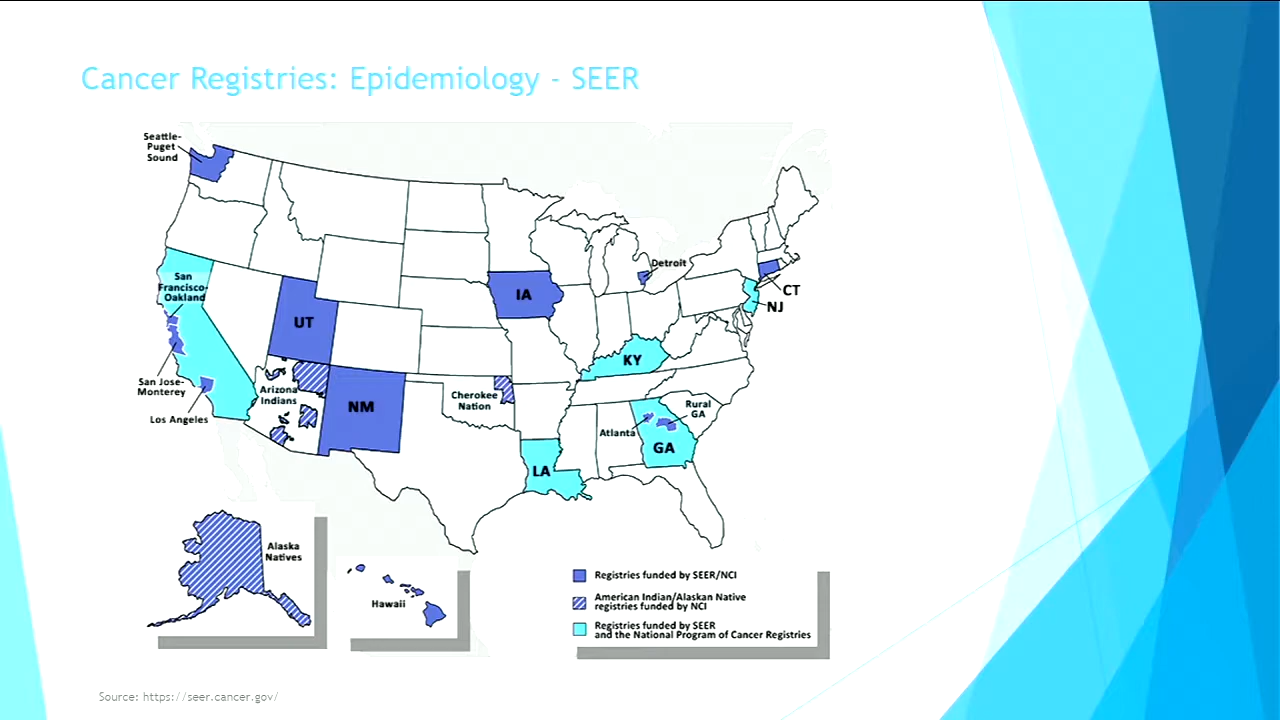 Cancer Registries: Epidemiology - SEER
Seattle-
Puget
Sound
San
Francisco-
Oakland
San Jose-
Monterey
Los Angeles
UT
Arizona
Indians
NM
IA
Cherokee
Nation
Detroit
CT
NJ
KY
Rural
GA
Atlanta
GA
LA
Alaska
Natives
Hawaii
Registries funded by SEER/NCI
American Indian/Alaskan Native
registries funded by NCI
Registries funded by SEER
and the National Program of Cancer Registries
Source: https://seer.cancer.gov/